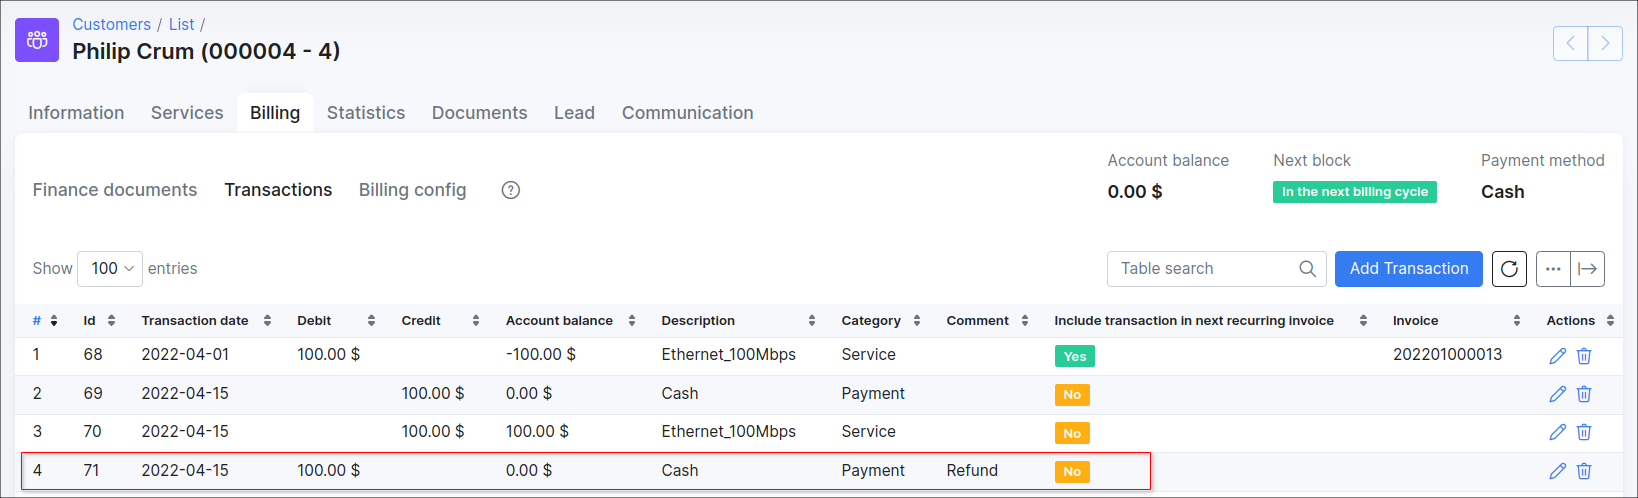 Customers / List /
Philip Crum (000004 - 4)
Information Services Billing Statistics Documents Lead Communication
Account balance Next block Payment method
Finance documents Transactions Billing config ?
0.00 $ In the next billing cycle Cash
Show 100 entries Table search Add Transaction
# Id Transaction date Debit Credit Account balance Description Category Comment Include transaction in next recurring invoice Invoice Actions
1 68 2022-04-01 100.00 $ -100.00 $ Ethernet_100Mbps Service Yes 202201000013
2 69 2022-04-15 100.00 $ 0.00 $ Cash Payment No
3 70 2022-04-15 100.00 $ 100.00 $ Ethernet_100Mbps Service No
4 71 2022-04-15 100.00 $ 0.00 $ Cash Payment Refund No